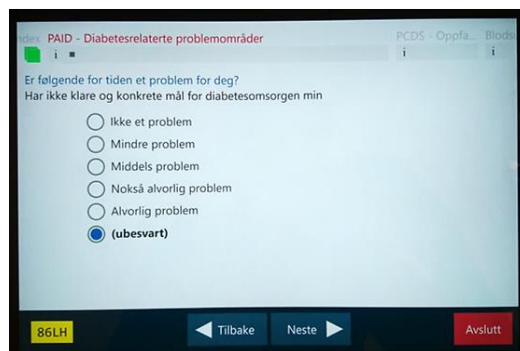 ndex PAID - Diabetesrelaterte problemområder PCDS - Oppfa... Blods
i i i
Er følgende for tiden et problem for deg?
Har ikke klare og konkrete mål for diabetesomsorgen min
Ikke et problem
Mindre problem
Middels problem
Nokså alvorlig problem
Alvorlig problem
(ubesvart)
86LH Tilbake Neste Avslutt